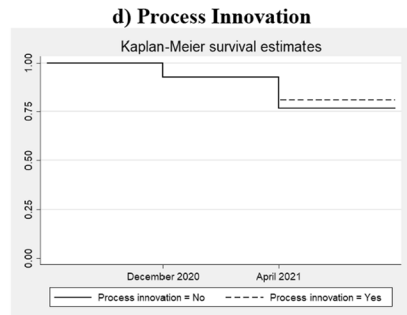 d) Process Innovation
Kaplan-Meier survival estimates
1.00
0.75
0.50
0.25
0.00
December 2020 April 2021
Process innovation = No Process innovation = Yes